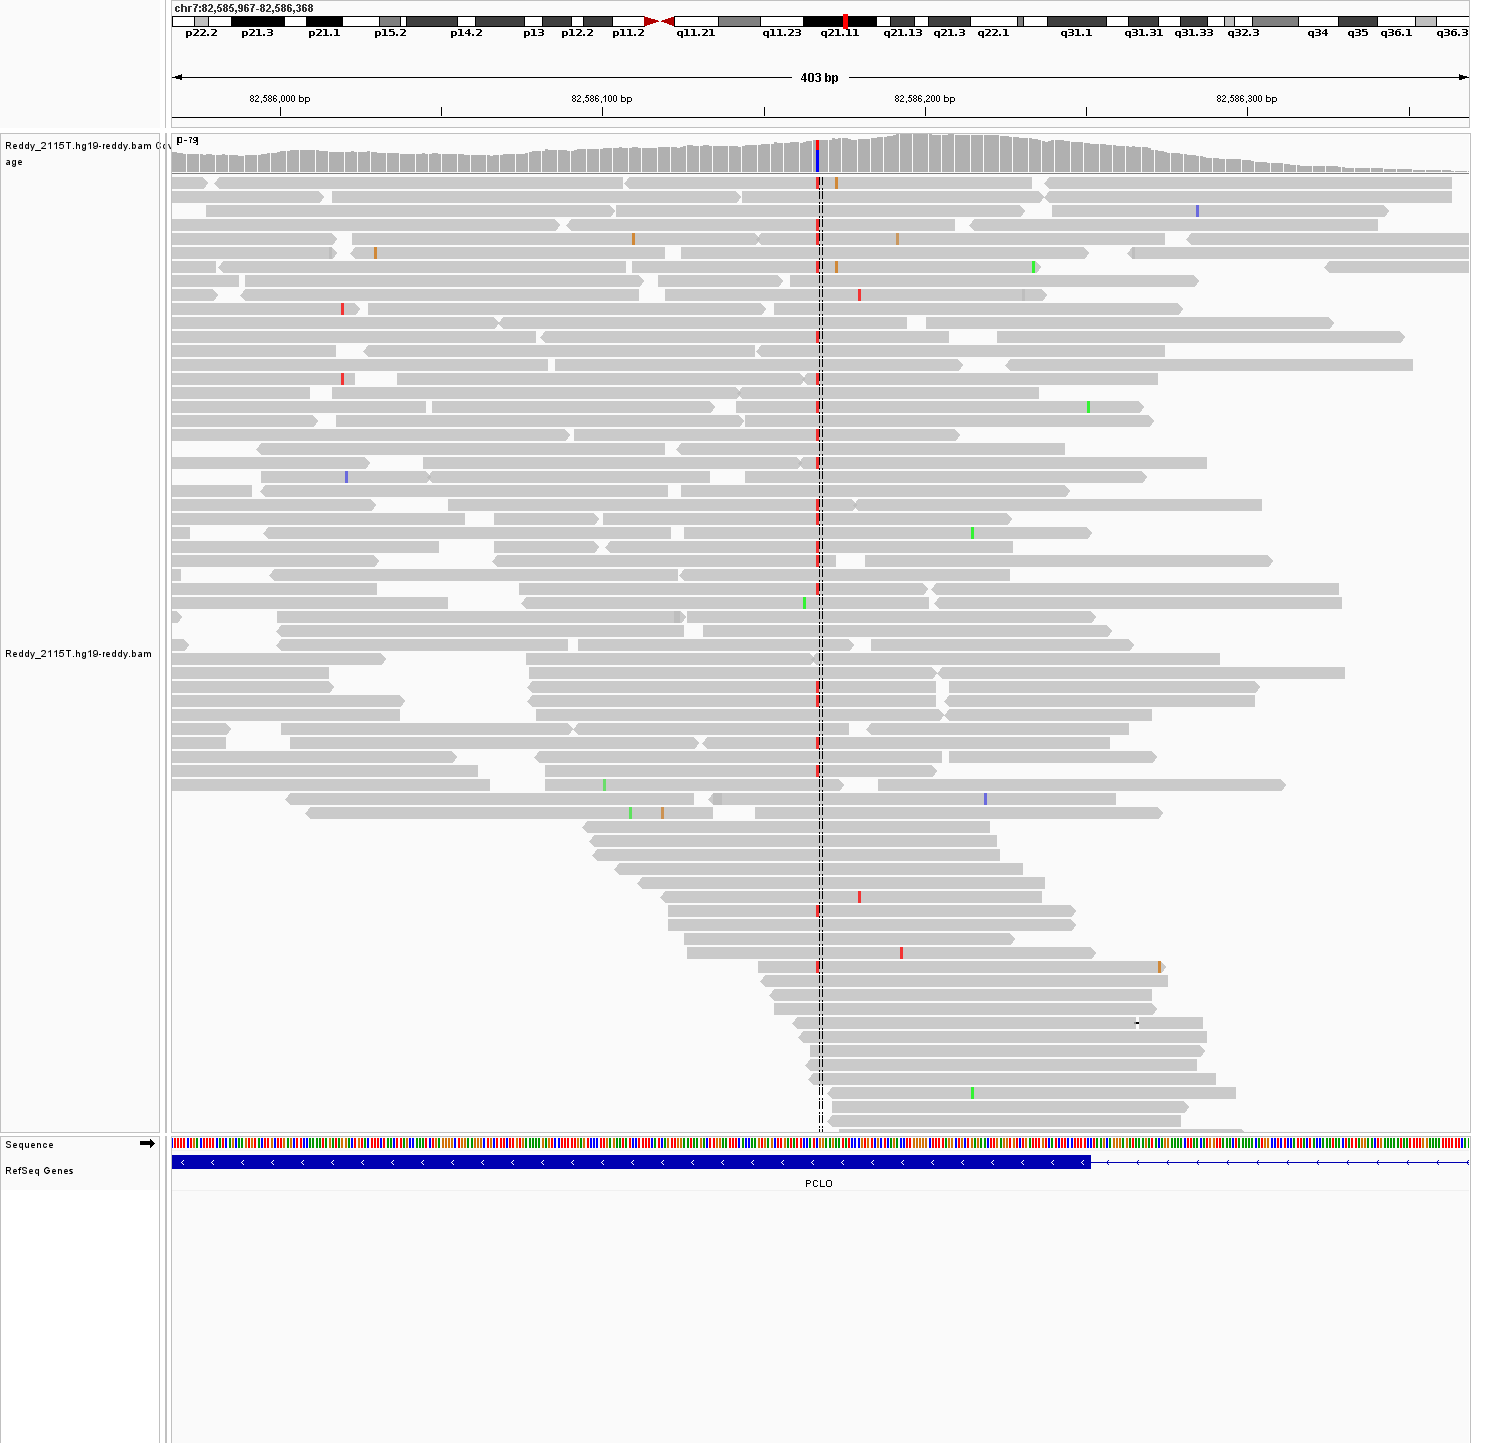 chr7:82,585,967-82,586,368
p22.2 p21.3 p21.1 p15.2 p14.2 p13 p12.2 p11.2 q11.21 q11.23 q21.11 q21.13 q21.3 q22.1 q31.1 q31.31 q31.33 q32.3 q34 q35 q36.1 q36.3
403 bp
82,586,000 bp 82,586,100 bp 82,586,200 bp 82,586,300 bp
[0-79]
Reddy_2115T.hg19-reddy.bam Cov
age
Reddy_2115T.hg19-reddy.bam
Sequence
RefSeq Genes
PCLO